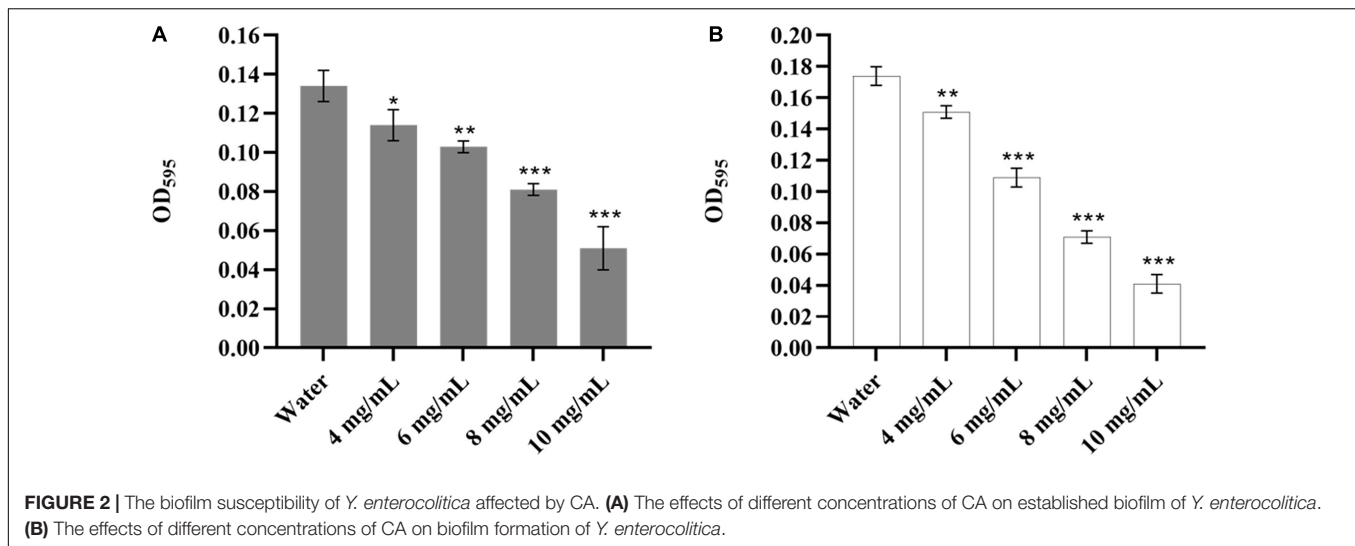 A
0.16
0.14
0.12
0.10
0.08
0.06
0.04
0.02
0.00
OD595
*
**
***
***
Water
4 mg/mL
6 mg/mL
8 mg/mL
10 mg/mL
B
0.20
0.18
0.16
0.14
0.12
0.10
0.08
0.06
0.04
0.02
0.00
OD595
**
***
***
***
Water
4 mg/mL
6 mg/mL
8 mg/mL
10 mg/mL
FIGURE 2 | The biofilm susceptibility of Y. enterocolitica affected by CA. (A) The effects of different concentrations of CA on established biofilm of Y. enterocolitica.
(B) The effects of different concentrations of CA on biofilm formation of Y. enterocolitica.